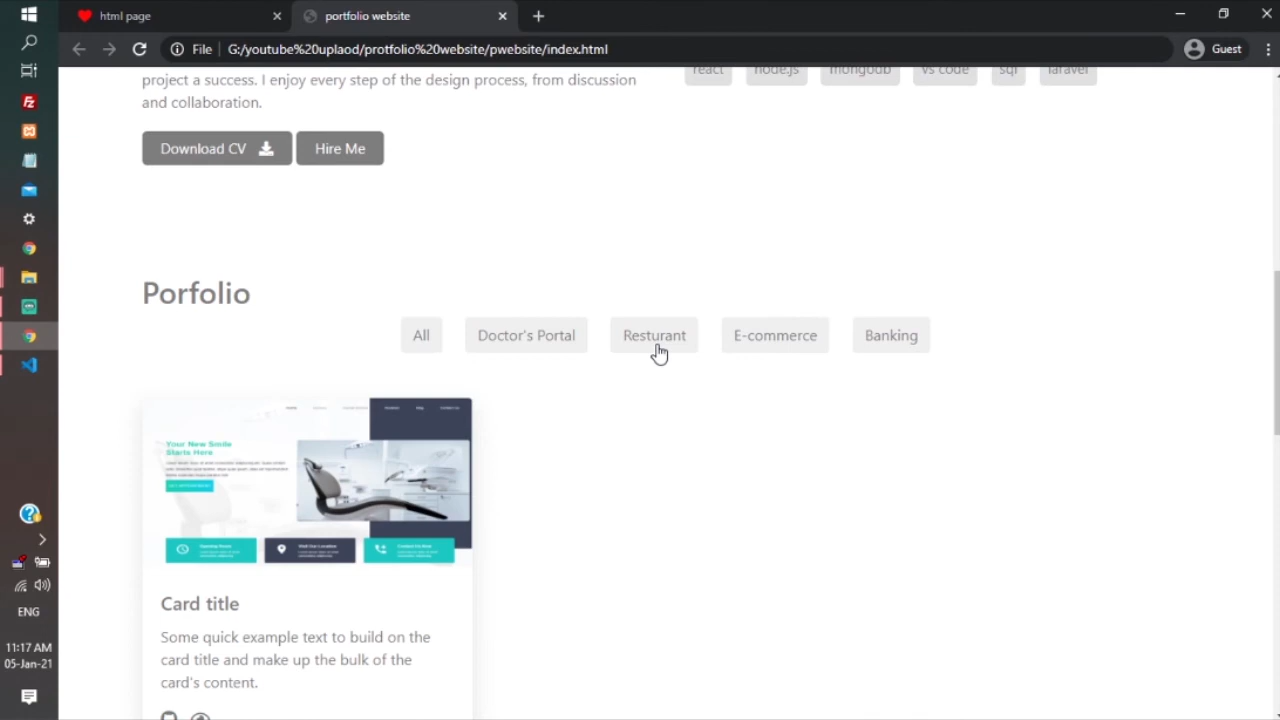 html page
portfolio website
File
G:/youtube%20uplaod/protfolio%20website/pwebsite/index.html
Guest
project a success. I enjoy every step of the design process, from discussion
and collaboration.
react node.js mongodb vs code sql laravel
Download CV
Hire Me
Porfolio
All
Doctor's Portal
Resturant
E-commerce
Banking
Your New Smile
Starts Here
Card title
Some quick example text to build on the
card title and make up the bulk of the
card's content.
ENG
11:17 AM
05-Jan-21